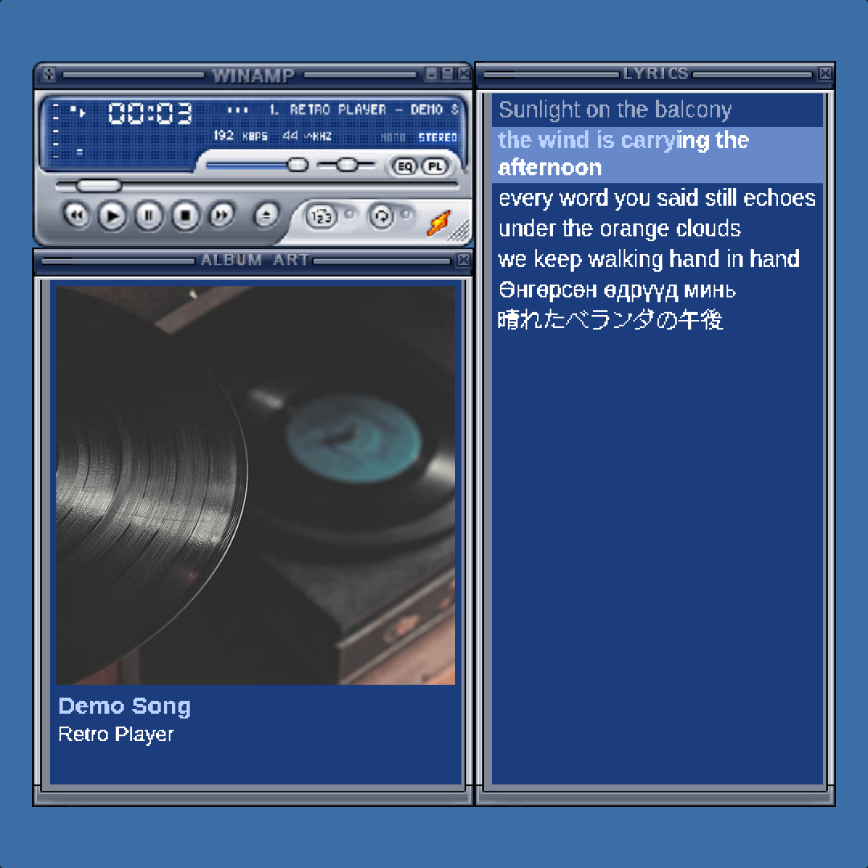 WINAMP
00:03
*** 1. RETRO PLAYER - DEMO S
192 KBPS 44 KHZ
MONO STEREO
EQ PL
123
ALBUM ART
Demo Song
Retro Player
LYRICS
Sunlight on the balcony
the wind is carrying the
afternoon
every word you said still echoes
under the orange clouds
we keep walking hand in hand
Өнгөрсөн өдрүүд минь
晴れたベランダの午後